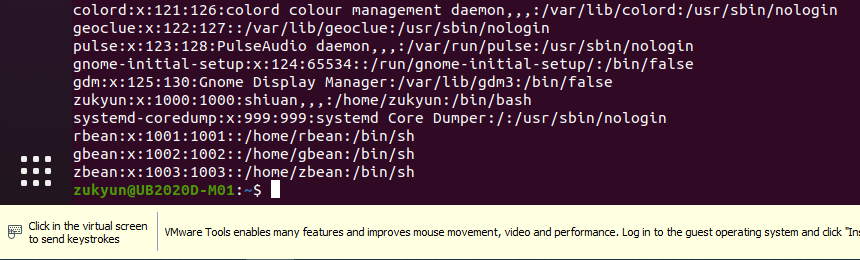 colord:x:121:126:colord colour management daemon,,,:/var/lib/colord:/usr/sbin/nologin
geoclue:x:122:127::/var/lib/geoclue:/usr/sbin/nologin
pulse:x:123:128:PulseAudio daemon,,,:/var/run/pulse:/usr/sbin/nologin
gnome-initial-setup:x:124:65534::/run/gnome-initial-setup/:/bin/false
gdm:x:125:130:Gnome Display Manager:/var/lib/gdm3:/bin/false
zukyun:x:1000:1000:shiuan,,,:/home/zukyun:/bin/bash
systemd-coredump:x:999:999:systemd Core Dumper:/:/usr/sbin/nologin
rbean:x:1001:1001::/home/rbean:/bin/sh
gbean:x:1002:1002::/home/gbean:/bin/sh
zbean:x:1003:1003::/home/zbean:/bin/sh
zukyun@UB2020D-M01:~$
Click in the virtual screen
to send keystrokes
VMware Tools enables many features and improves mouse movement, video and performance. Log in to the guest operating system and click "Ins